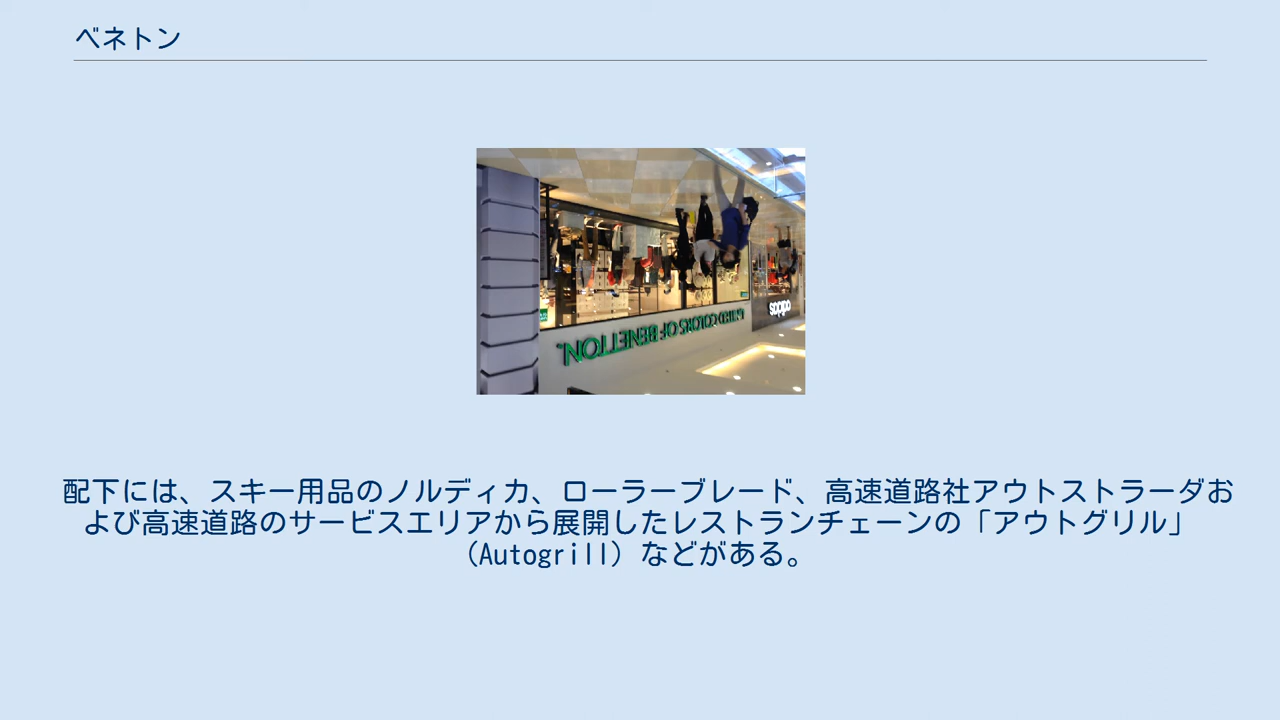 ベネトン
UNITED COLORS OF BENETTON.
配下には、スキー用品のノルディカ、ローラーブレード、高速道路社アウトストラーダお
よび高速道路のサービスエリアから展開したレストランチェーンの「アウトグリル」
（Autogrill）などがある。